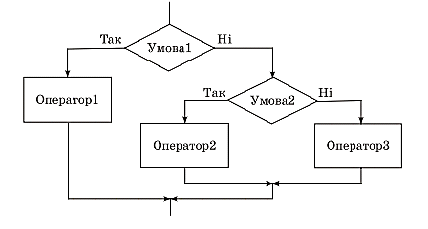 Так Умова1 Ні
Оператор1
Так Умова2 Ні
Оператор2 Оператор3